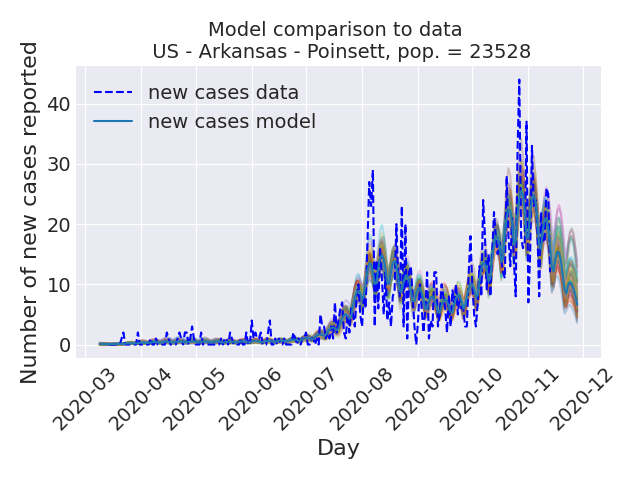 Model comparison to data
US - Arkansas - Poinsett, pop. = 23528
Number of new cases reported
new cases data
new cases model
40
30
20
10
0
2020-03
2020-04
2020-05
2020-06
2020-07
2020-08
2020-09
2020-10
2020-11
2020-12
Day